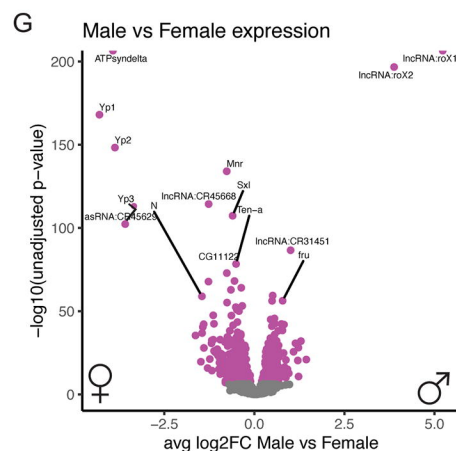 G
Male vs Female expression
ATPsyndelta
lncRNA:roX1
lncRNA:roX2
Yp1
Yp2
Mnr
Sxl
lncRNA:CR45668
Yp3
N
Ten-a
asRNA:CR45629
lncRNA:CR31451
CG11122
fru
200
150
100
50
0
−log10(unadjusted p−value)
♀
♂
−2.5
0.0
2.5
5.0
avg log2FC Male vs Female